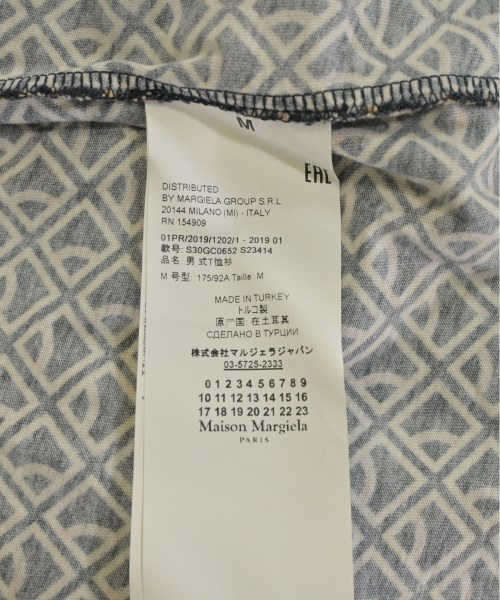 M
EAC
DISTRIBUTED
BY MARGIELA GROUP S.R.L
20144 MILANO (MI) - ITALY
RN 154909
01PR/2019/1202/1 - 2019 01
款号: S30GC0652 S23414
品名: 男 式T恤衫
M 号型: 175/92A Taille: M
MADE IN TURKEY
トルコ製
原产国: 在土耳其
СДЕЛАНО В ТУРЦИИ
株式会社マルジェラジャパン
03-5725-2333
0 1 2 3 4 5 6 7 8 9
10 11 12 13 14 15 16
17 18 19 20 21 22 23
Maison Margiela
PARIS